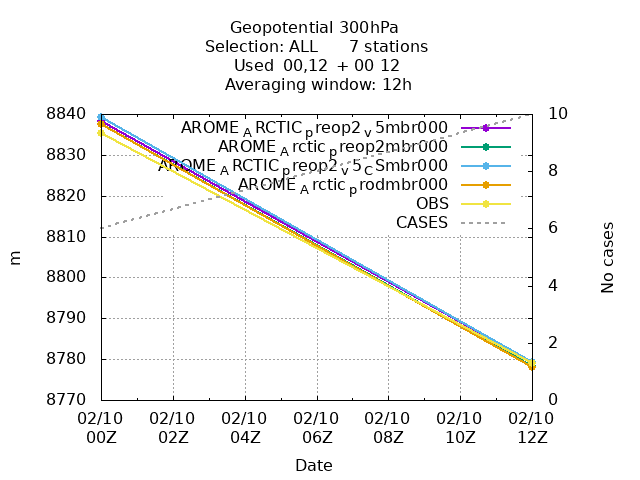 Geopotential 300hPa
Selection: ALL 7 stations
Used 00,12 + 00 12
Averaging window: 12h
8840
8830
8820
8810
8800
8790
8780
8770
m
AROME_ARCTIC_preop2_v5mbr000
AROME_Arctic_preop2mbr000
AROME_ARCTIC_preop2_v5_CSmbr000
AROME_Arctic_prodmbr000
OBS
CASES
10
8
6
4
2
0
No cases
02/10 02/10 02/10 02/10 02/10 02/10 02/10
00Z 02Z 04Z 06Z 08Z 10Z 12Z
Date